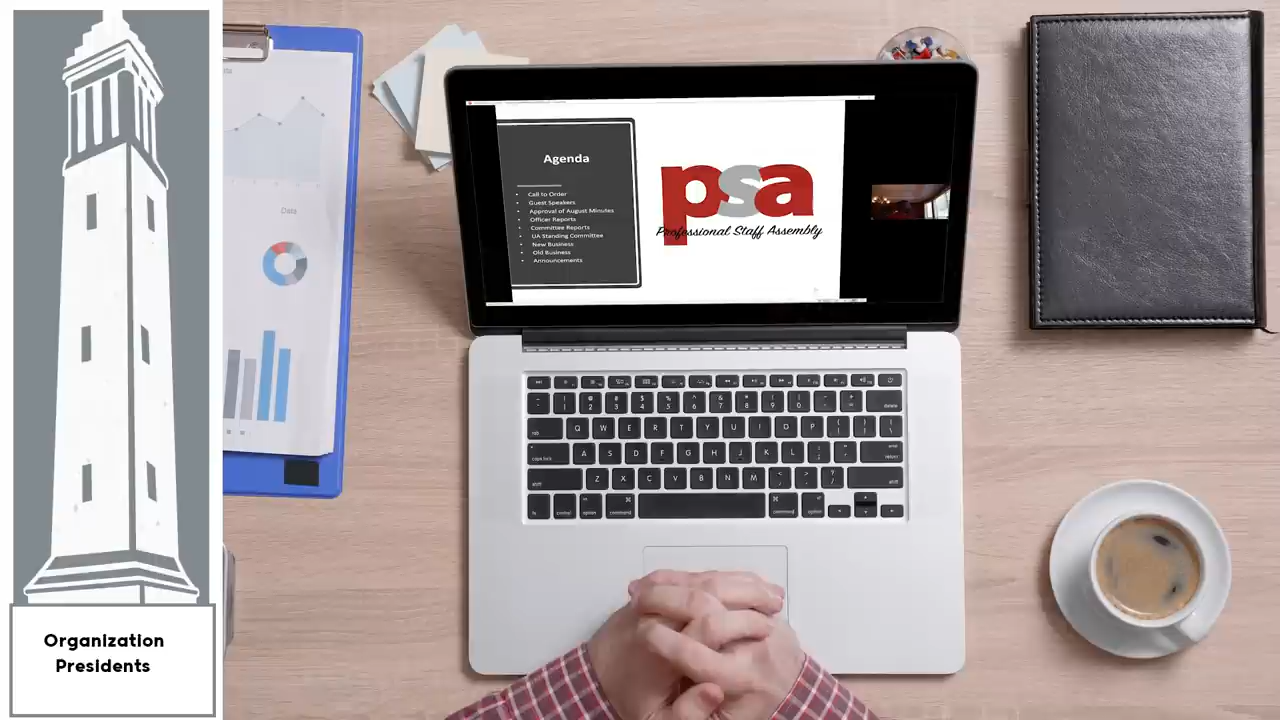 Organization
Presidents
Data
Agenda
Call to Order
Guest Speakers
Approval of August Minutes
Officer Reports
Committee Reports
UA Standing Committee
New Business
Old Business
Announcements
psa
Professional Staff Assembly
Q W E R T Y U I O P
A S D F G H J K L
Z X C V B N M